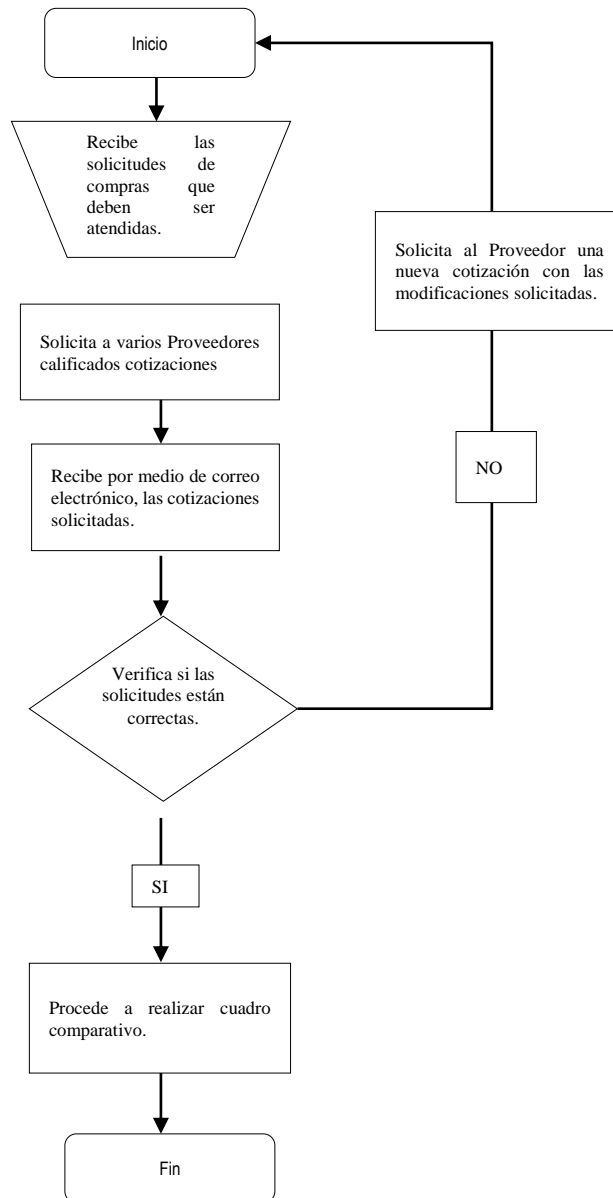 Inicio
Recibe las
solicitudes de
compras que
deben ser
atendidas.
Solicita al Proveedor una
nueva cotización con las
modificaciones solicitadas.
Solicita a varios Proveedores
calificados cotizaciones
Recibe por medio de correo
electrónico, las cotizaciones
solicitadas.
NO
Verifica si las
solicitudes están
correctas.
SI
Procede a realizar cuadro
comparativo.
Fin